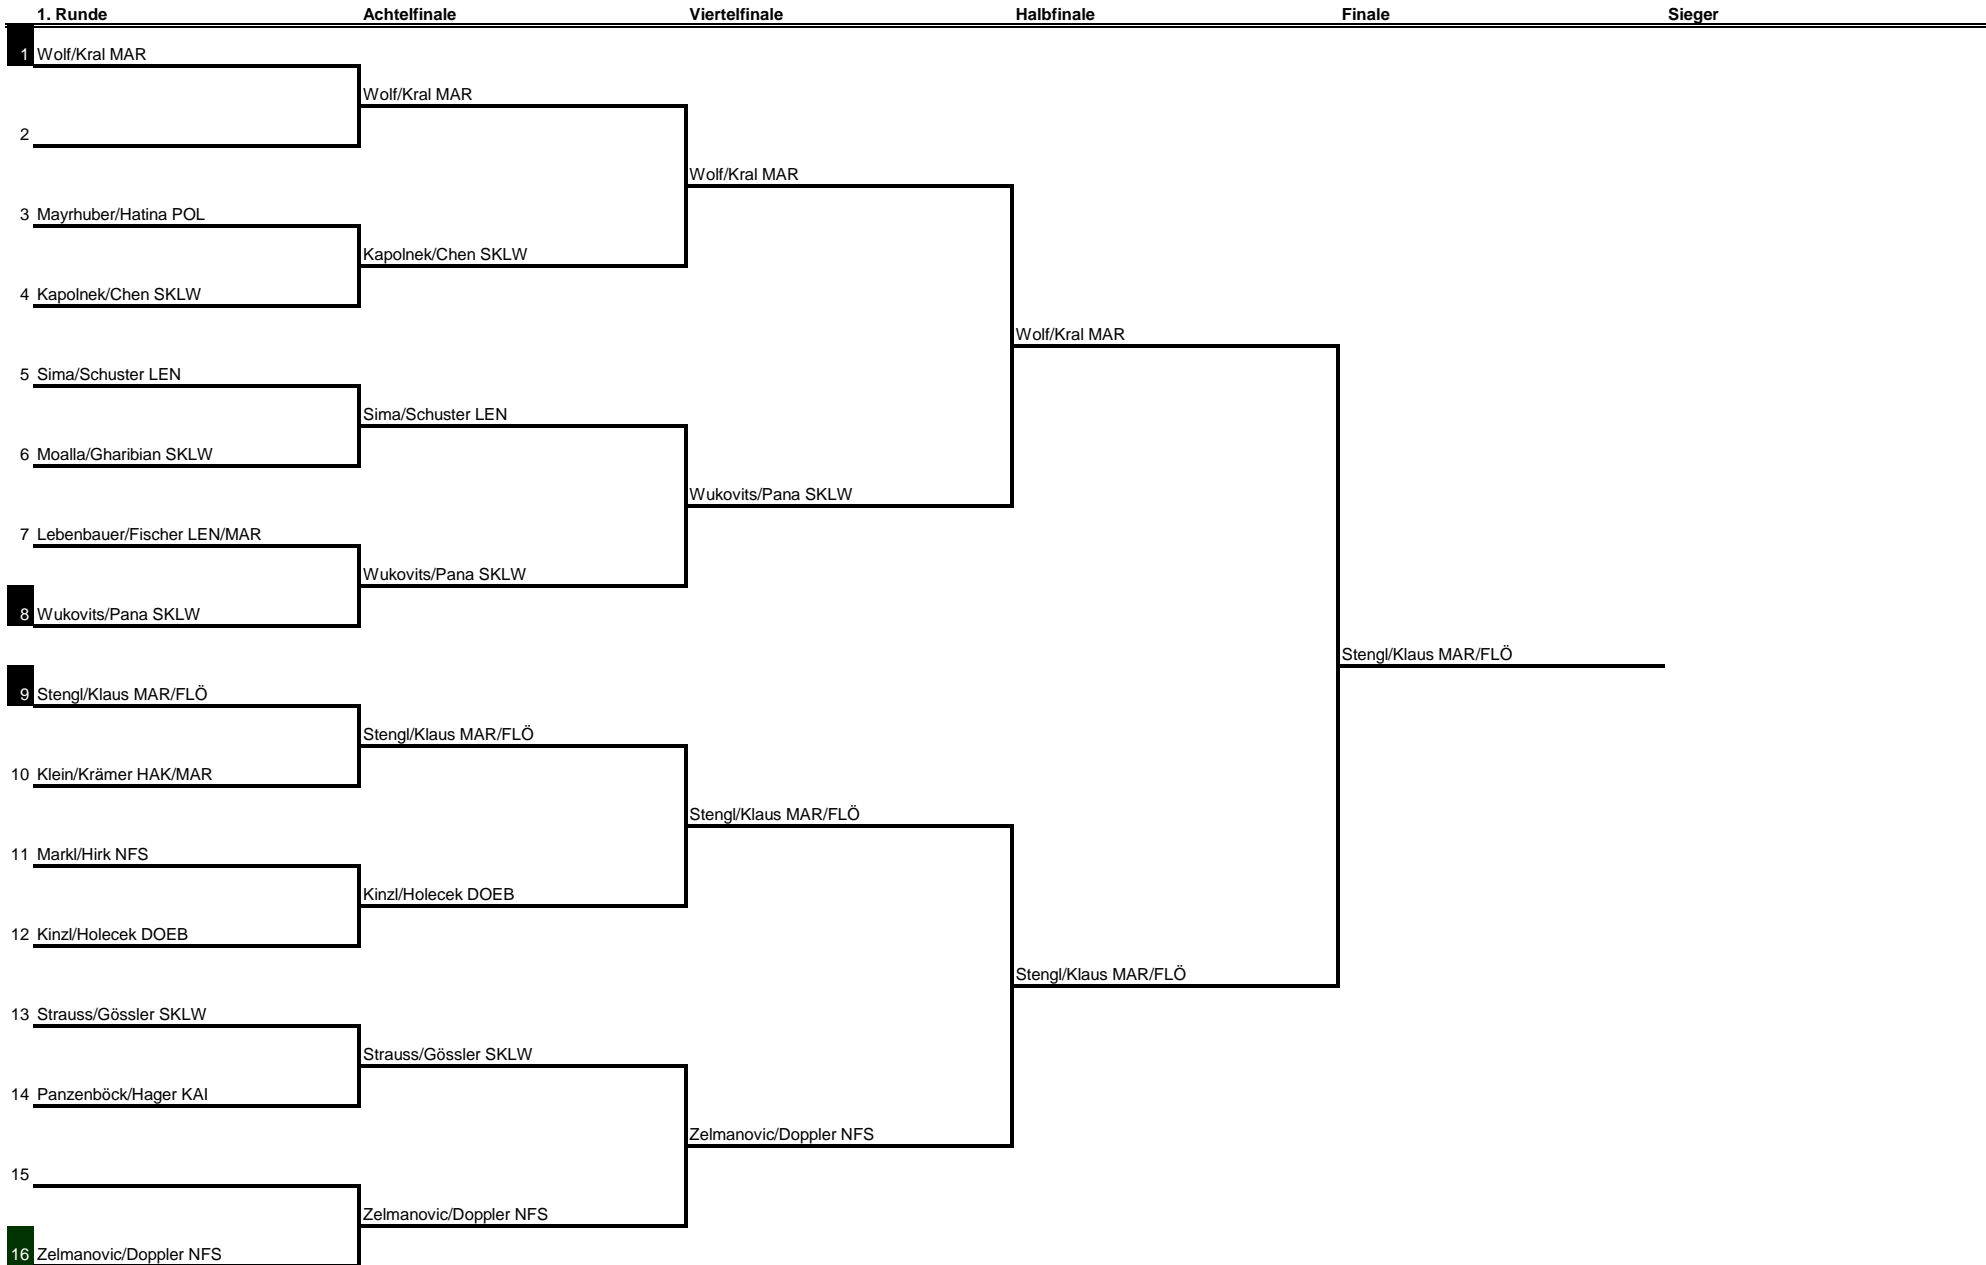 1. Runde Achtelfinale Viertelfinale Halbfinale Finale Sieger
1 Wolf/Kral MAR
Wolf/Kral MAR
2
Wolf/Kral MAR
3 Mayrhuber/Hatina POL
Kapolnek/Chen SKLW
4 Kapolnek/Chen SKLW
Wolf/Kral MAR
5 Sima/Schuster LEN
Sima/Schuster LEN
6 Moalla/Gharibian SKLW
Wukovits/Pana SKLW
7 Lebenbauer/Fischer LEN/MAR
Wukovits/Pana SKLW
8 Wukovits/Pana SKLW
Stengl/Klaus MAR/FLÖ
9 Stengl/Klaus MAR/FLÖ
Stengl/Klaus MAR/FLÖ
10 Klein/Krämer HAK/MAR
Stengl/Klaus MAR/FLÖ
11 Markl/Hirk NFS
Kinzl/Holecek DOEB
12 Kinzl/Holecek DOEB
Stengl/Klaus MAR/FLÖ
13 Strauss/Gössler SKLW
Strauss/Gössler SKLW
14 Panzenböck/Hager KAI
Zelmanovic/Doppler NFS
15
Zelmanovic/Doppler NFS
16 Zelmanovic/Doppler NFS